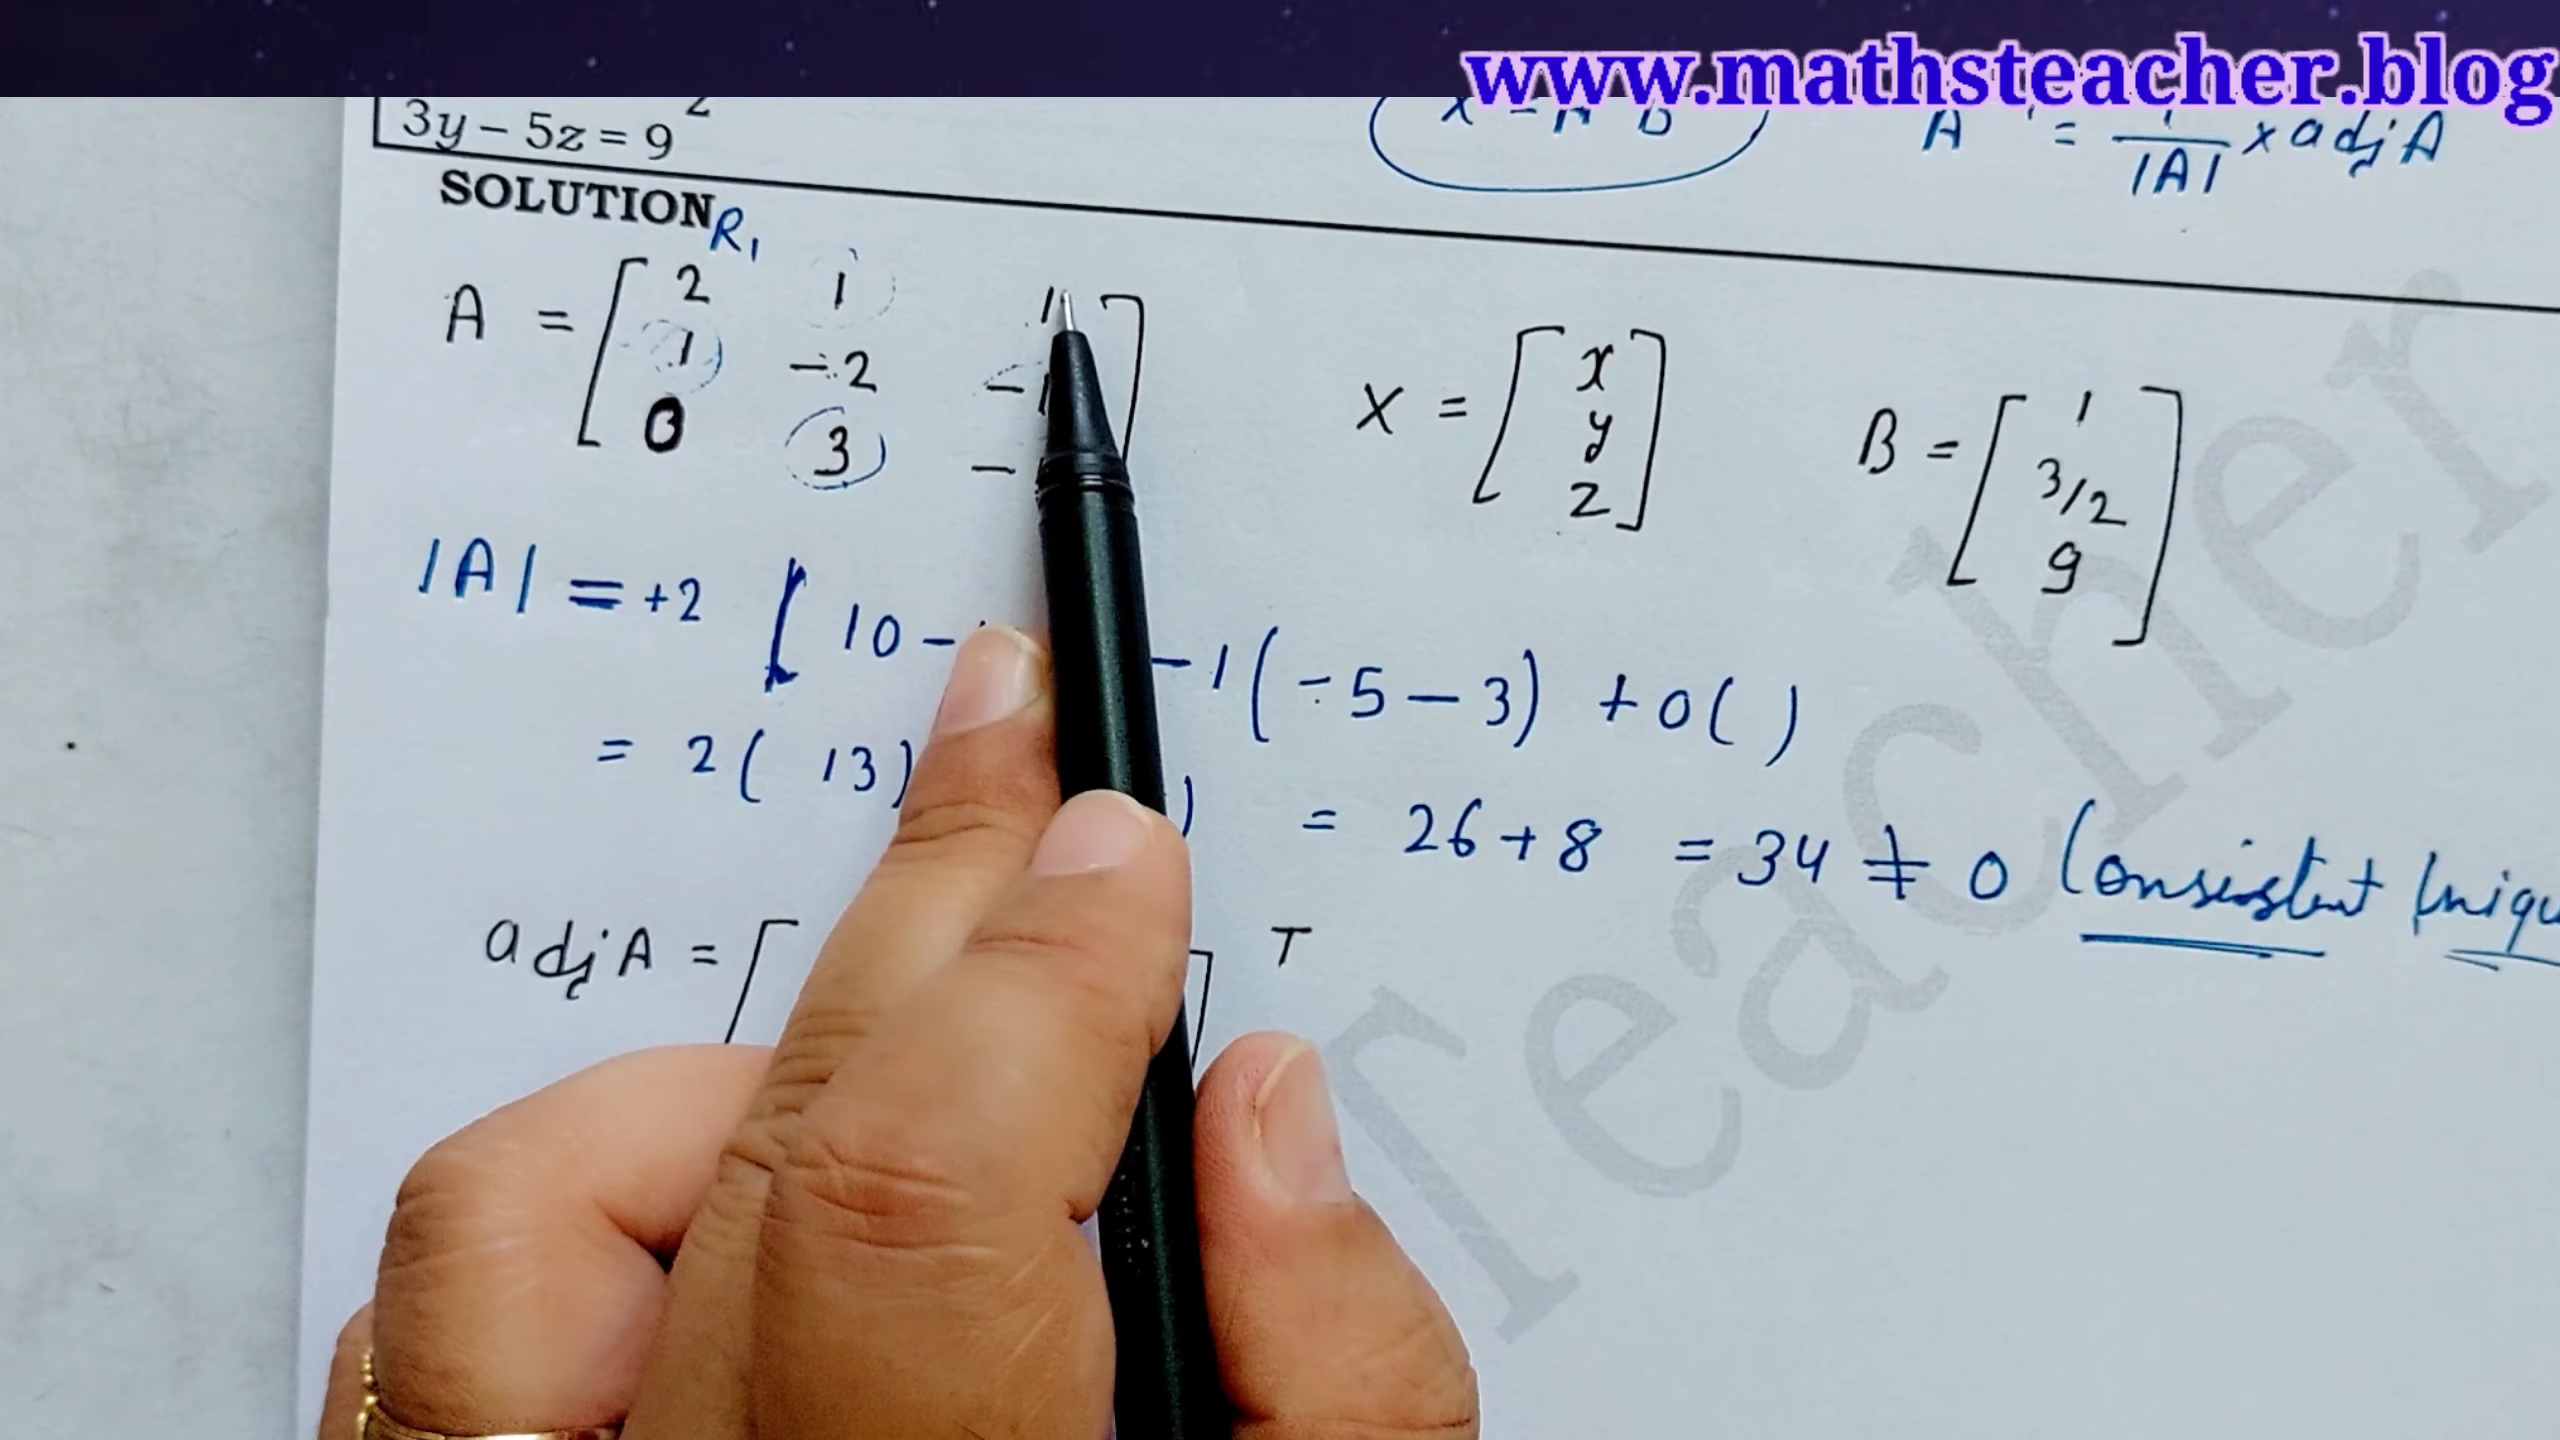 www.mathsteacher.blog
3y – 5z = 9
A = 1/|A| x adj A
SOLUTION R₁
A = [ 2 1 1
1 -2 -
0 3 - ]
X = [ x
y
z ]
B = [ 1
3/2
9 ]
|A| = +2 [ 10 - -1 ( -5 - 3) + 0( )
= 2 ( 13) ) = 26 + 8 = 34 ≠ 0 Consistent
adj A = [ ] T
Teacher